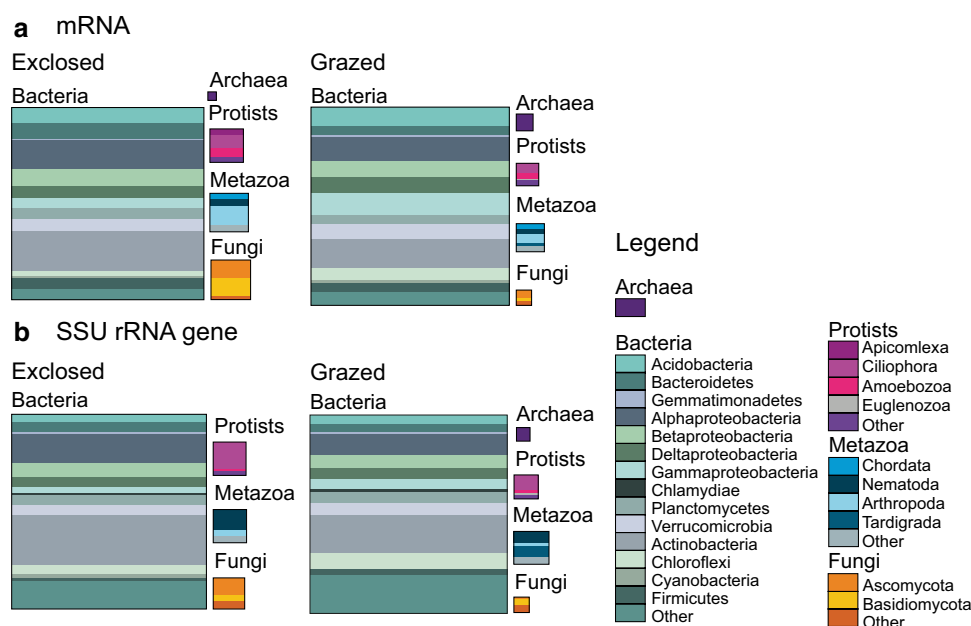 a mRNA
Exclosed
Bacteria
Archaea
Protists
Metazoa
Fungi
Grazed
Bacteria
Archaea
Protists
Metazoa
Fungi
b SSU rRNA gene
Exclosed
Bacteria
Protists
Metazoa
Fungi
Grazed
Bacteria
Archaea
Protists
Metazoa
Fungi
Legend
Archaea
Bacteria
Acidobacteria
Bacteroidetes
Gemmatimonadetes
Alphaproteobacteria
Betaproteobacteria
Deltaproteobacteria
Gammaproteobacteria
Chlamydiae
Planctomycetes
Verrucomicrobia
Actinobacteria
Chloroflexi
Cyanobacteria
Firmicutes
Other
Protists
Apicomlexa
Ciliophora
Amoebozoa
Euglenozoa
Other
Metazoa
Chordata
Nematoda
Arthropoda
Tardigrada
Other
Fungi
Ascomycota
Basidiomycota
Other